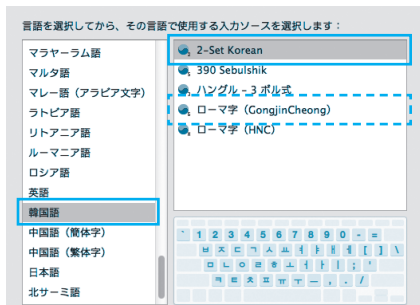 言語を選択してから、その言語で使用する入力ソースを選択します：
マラヤーラム語
マルタ語
マレー語（アラビア文字）
ラトビア語
リトアニア語
ルーマニア語
ロシア語
英語
韓国語
中国語（簡体字）
中国語（繁体字）
日本語
北サーミ語
2-Set Korean
390 Sebulshik
ハングル - 3 ボル式
ローマ字（GongjinCheong）
ローマ字（HNC）
` 1 2 3 4 5 6 7 8 9 0 - =
ㅂ ㅈ ㄷ ㄱ ㅅ ㅛ ㅕ ㅑ ㅐ ㅔ [ ] \
ㅁ ㄴ ㅇ ㄹ ㅎ ㅗ ㅓ ㅏ ㅣ ; '
ㅋ ㅌ ㅊ ㅍ ㅠ ㅜ ㅡ , . /